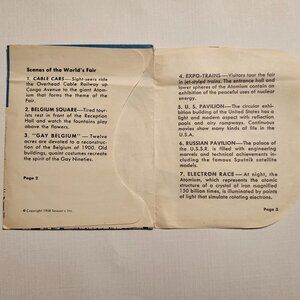 Scenes of the World's Fair
1. CABLE CARS—Sight-seers ride
the Overhead Cable Railway up
Congo Avenue to the giant Atom-
ium that forms the theme of the
Fair.
2. BELGIUM SQUARE—Tired tour-
ists rest in front of the Reception
Hall and watch the fountains play
above the flowers.
3. "GAY BELGIUM" — Twelve
acres are devoted to a reconstruc-
tion of the Belgium of 1900. Old
buildings, quaint costumes recreate
the spirit of the Gay Nineties.
Page 2
© Copyright 1958 Sawyer's Inc.
4. EXPO-TRAINS—Visitors tour the fair
in jet-styled trains. The entrance hall and
lower spheres of the Atomium contain an
exhibition of the peaceful uses of nuclear
energy.
5. U. S. PAVILION—The circular exhi-
bition building of the United States has a
light and modern aspect with reflection
pools and airy rampways. Continuous
movies show many kinds of life in the
U.S.A.
6. RUSSIAN PAVILION—The palace of
the U.S.S.R. is filled with engineering
marvels and technical achievements in-
cluding the famous Sputnik satellite
models.
7. ELECTRON RACE — At night, the
Atomium, which represents the atomic
structure of a crystal of iron magnified
150 billion times, is illuminated by lights
that simulate rotating electrons.
Page 3